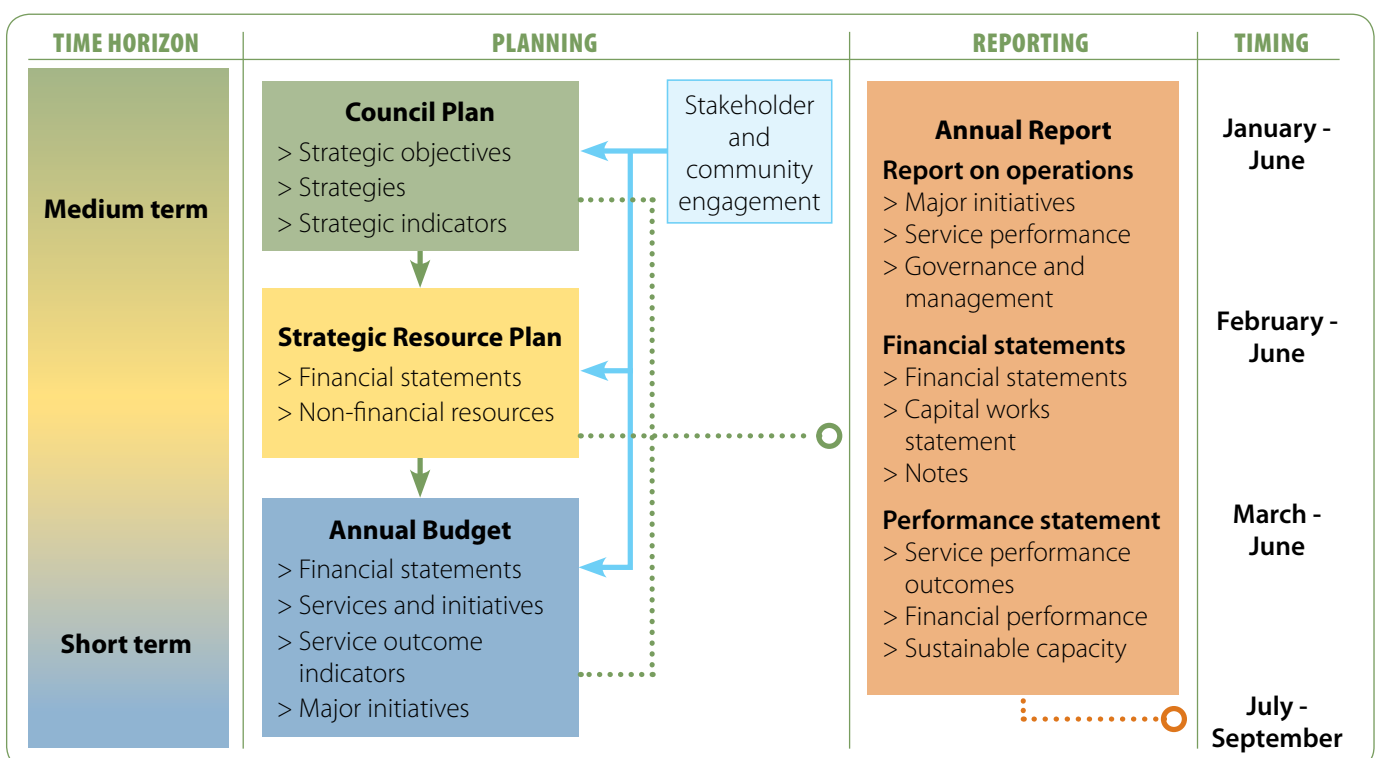 TIME HORIZON
PLANNING
REPORTING
TIMING
Medium term
Short term
Council Plan
> Strategic objectives
> Strategies
> Strategic indicators
Stakeholder
and
community
engagement
Strategic Resource Plan
> Financial statements
> Non-financial resources
Annual Budget
> Financial statements
> Services and initiatives
> Service outcome
indicators
> Major initiatives
Annual Report
Report on operations
> Major initiatives
> Service performance
> Governance and
management
Financial statements
> Financial statements
> Capital works
statement
> Notes
Performance statement
> Service performance
outcomes
> Financial performance
> Sustainable capacity
January -
June
February -
June
March -
June
July -
September